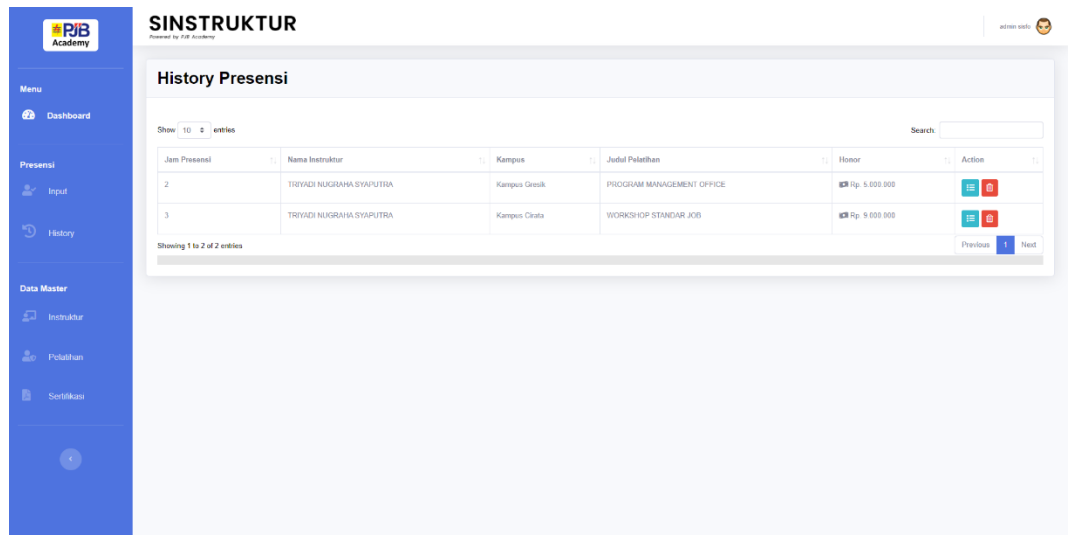 PJB
Academy
SINSTRUKTUR
Powered by PJB Academy
admin sisfo
Menu
Dashboard
Presensi
Input
History
Data Master
Instruktur
Pelatihan
Sertifikasi
History Presensi
Show 10 entries
Search:
Jam Presensi Nama Instruktur Kampus Judul Pelatihan Honor Action
2 TRIYADI NUGRAHA SYAPUTRA Kampus Gresik PROGRAM MANAGEMENT OFFICE Rp. 5.000.000
3 TRIYADI NUGRAHA SYAPUTRA Kampus Cirata WORKSHOP STANDAR JOB Rp. 9.000.000
Showing 1 to 2 of 2 entries
Previous 1 Next